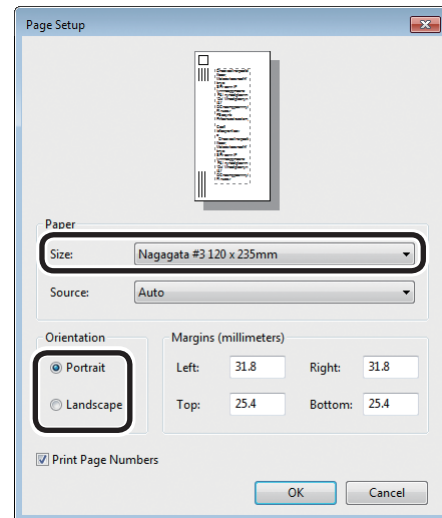 Page Setup
Paper
Size: Nagagata #3 120 x 235mm
Source: Auto
Orientation
Portrait
Landscape
Margins (millimeters)
Left: 31.8 Right: 31.8
Top: 25.4 Bottom: 25.4
Print Page Numbers
OK Cancel